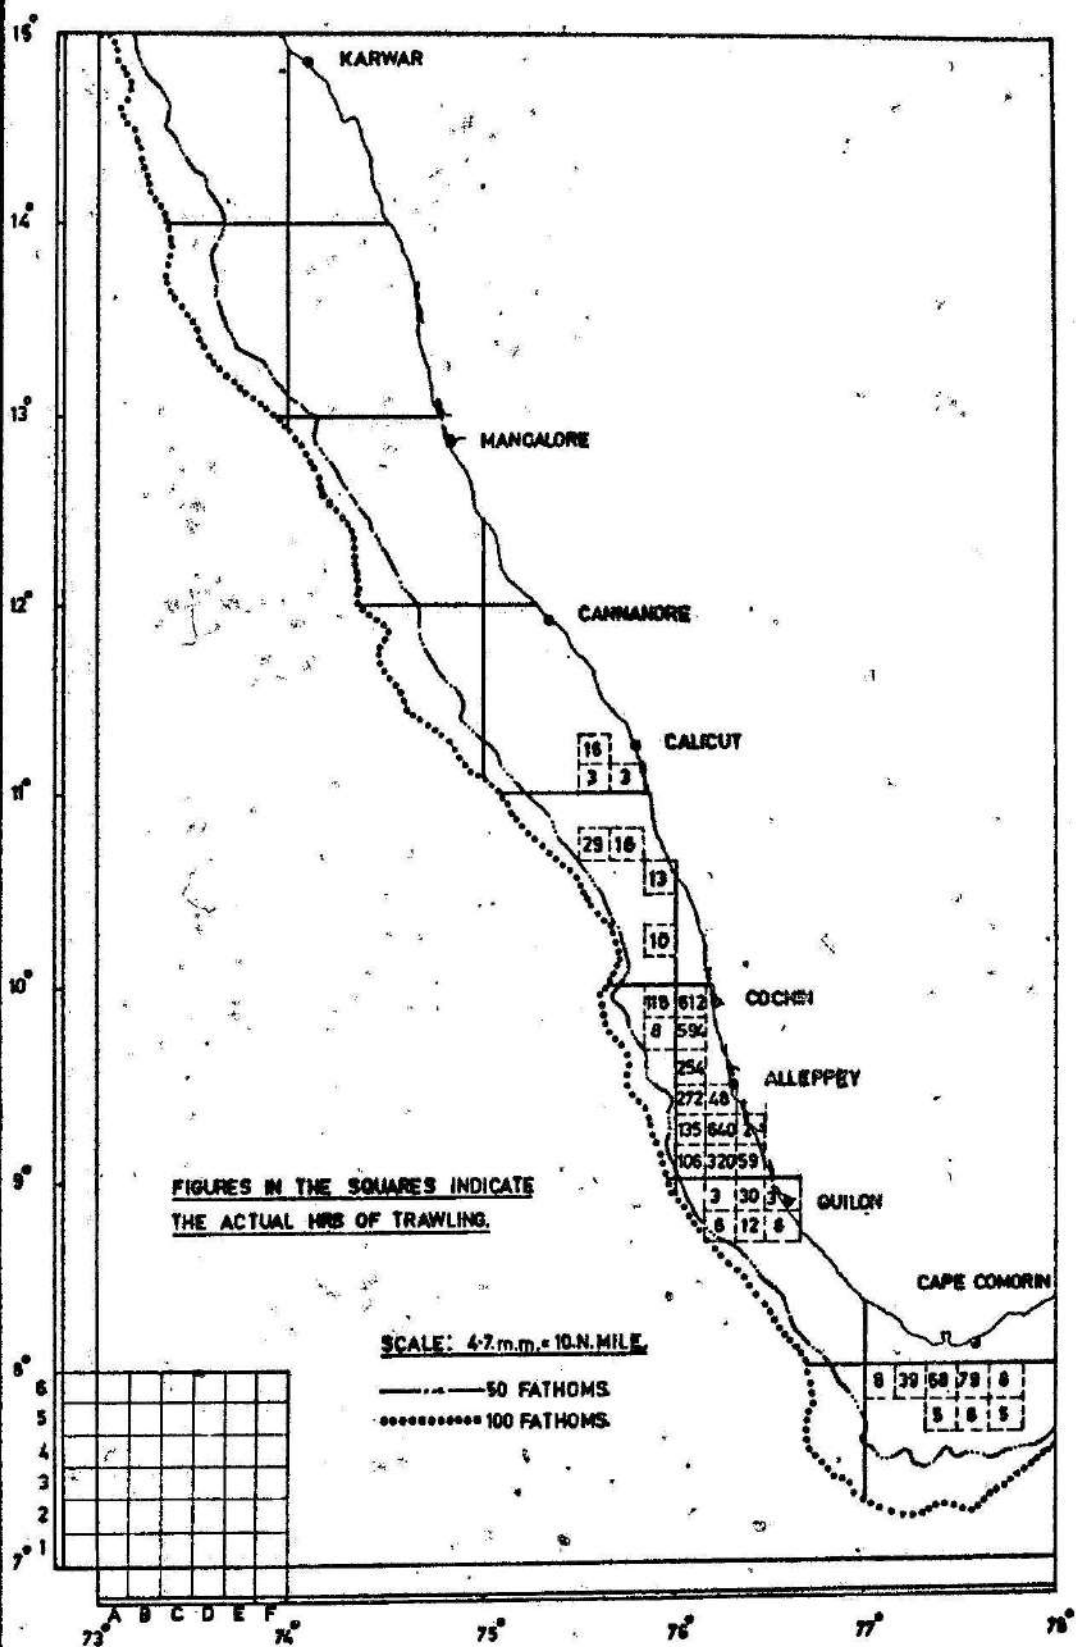 15°
KARWAR
14°
13°
MANGALORE
12°
CANNANORE
CALICUT
16
3 3
11°
29 16
13
10
10°
COCHIN
118 612
8 594
254
ALLEPPEY
272 48
135 640
106 320 59
9°
FIGURES IN THE SQUARES INDICATE
THE ACTUAL HRS OF TRAWLING.
3 30 3
QUILON
6 12 6
CAPE COMORIN
SCALE: 4·7.m.m.= 10.N.MILE.
50 FATHOMS.
100 FATHOMS.
8°
8 39 68 79 8
5 6 5
6
5
4
3
2
1
7°
A B C D E F
73° 74° 75° 76° 77° 78°